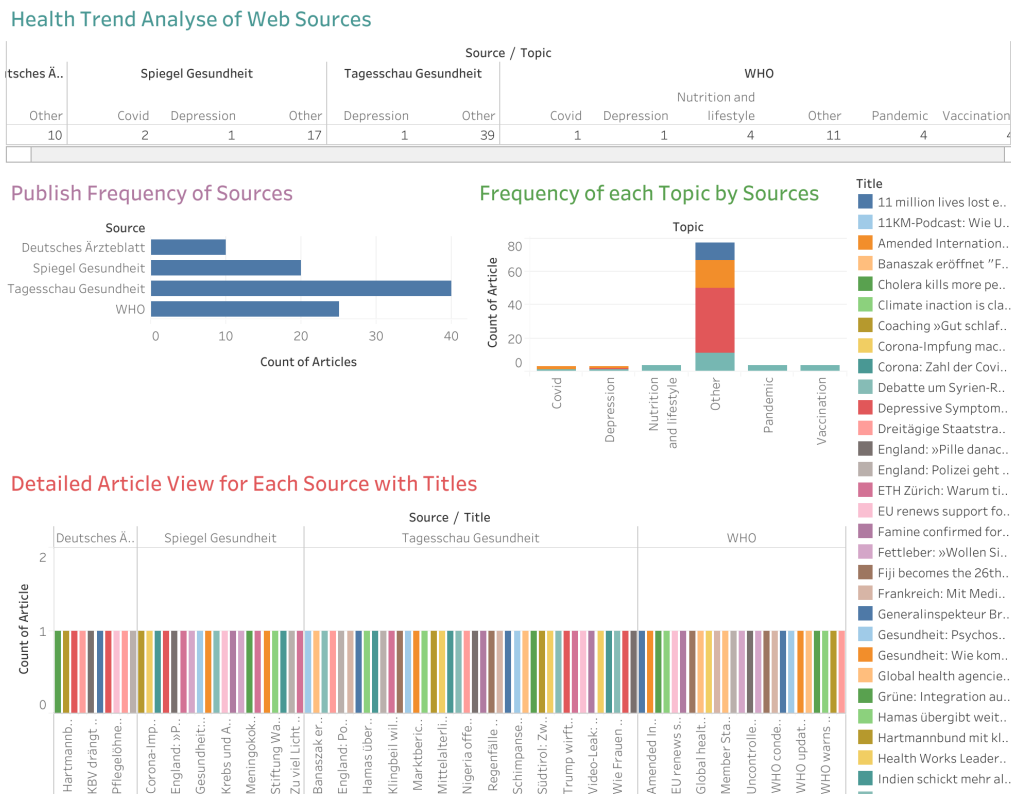 Health Trend Analyse of Web Sources
Source / Topic
tsches Ä.. Spiegel Gesundheit Tagesschau Gesundheit WHO
Nutrition and
Other Covid Depression Other Depression Other Covid Depression lifestyle Other Pandemic Vaccination
10 2 1 17 1 39 1 1 4 11 4 4
Publish Frequency of Sources
Source
Deutsches Ärzteblatt
Spiegel Gesundheit
Tagesschau Gesundheit
WHO
0 10 20 30 40
Count of Articles
Frequency of each Topic by Sources
Topic
Count of Article
80
60
40
20
0
Covid
Depression
Nutrition
and lifestyle
Other
Pandemic
Vaccination
Title
11 million lives lost e..
11KM-Podcast: Wie U..
Amended Internation..
Banaszak eröffnet "F..
Cholera kills more pe..
Climate inaction is cla..
Coaching »Gut schlaf..
Corona-Impfung mac..
Corona: Zahl der Covi..
Debatte um Syrien-R..
Depressive Symptom..
Dreitägige Staatstra..
England: »Pille danac..
England: Polizei geht ..
ETH Zürich: Warum ti..
EU renews support fo..
Famine confirmed for..
Fettleber: »Wollen Si..
Fiji becomes the 26th..
Frankreich: Mit Medi..
Generalinspekteur Br..
Gesundheit: Psychos..
Gesundheit: Wie kom..
Global health agencie..
Grüne: Integration au..
Hamas übergibt weit..
Hartmannbund mit kl..
Health Works Leader..
Indien schickt mehr al..
Detailed Article View for Each Source with Titles
Source / Title
Deutsches Ä.. Spiegel Gesundheit Tagesschau Gesundheit WHO
Count of Article
2
1
0
Hartmannb..
KBV drängt ..
Pflegelöhne..
Corona-Imp..
England: »P..
Gesundheit:..
Krebs und A..
Meningokok..
Stiftung Wa..
Zu viel Licht ..
Banaszak er..
England: Po..
Hamas über..
Klingbeil wil..
Marktberic..
Mittelalterli..
Nigeria offe..
Regenfälle ..
Schimpanse..
Südtirol: Zw..
Trump wirft..
Video-Leak: ..
Wie Frauen ..
Amended In..
EU renews s..
Global healt..
Member Sta..
Uncontrolle..
WHO conde..
WHO updat..
WHO warns ..